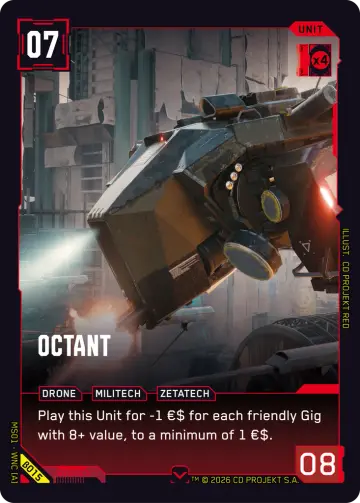 07
UNIT
x4
ILLUST. CD PROJEKT RED
OCTANT
DRONE
MILITECH
ZETATECH
Play this Unit for -1 €$ for each friendly Gig
with 8+ value, to a minimum of 1 €$.
MS01 - WNC [A]
B015
08
™ © 2026 CD PROJEKT S.A.